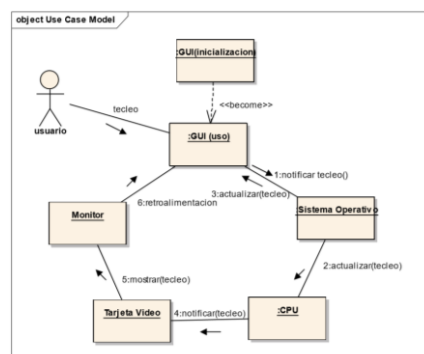 object Use Case Model
:GUI(inicializacion)
<<become>>
tecleo
usuario
:GUI (uso)
1:notificar tecleo()
3:actualizar(tecleo)
6:retroalimentacion
Monitor
Sistema Operativo
2:actualizar(tecleo)
5:mostrar(tecleo)
Tarjeta Video
4:notificar(tecleo)
:CPU